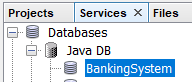 Projects Services Files
Databases
Java DB
BankingSystem